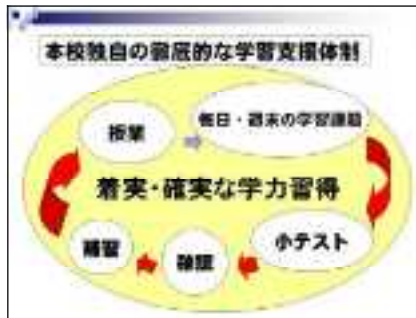 本校独自の徹底的な学習支援体制
授業
毎日・週末の学習課題
着実・確実な学力習得
小テスト
確認
補習